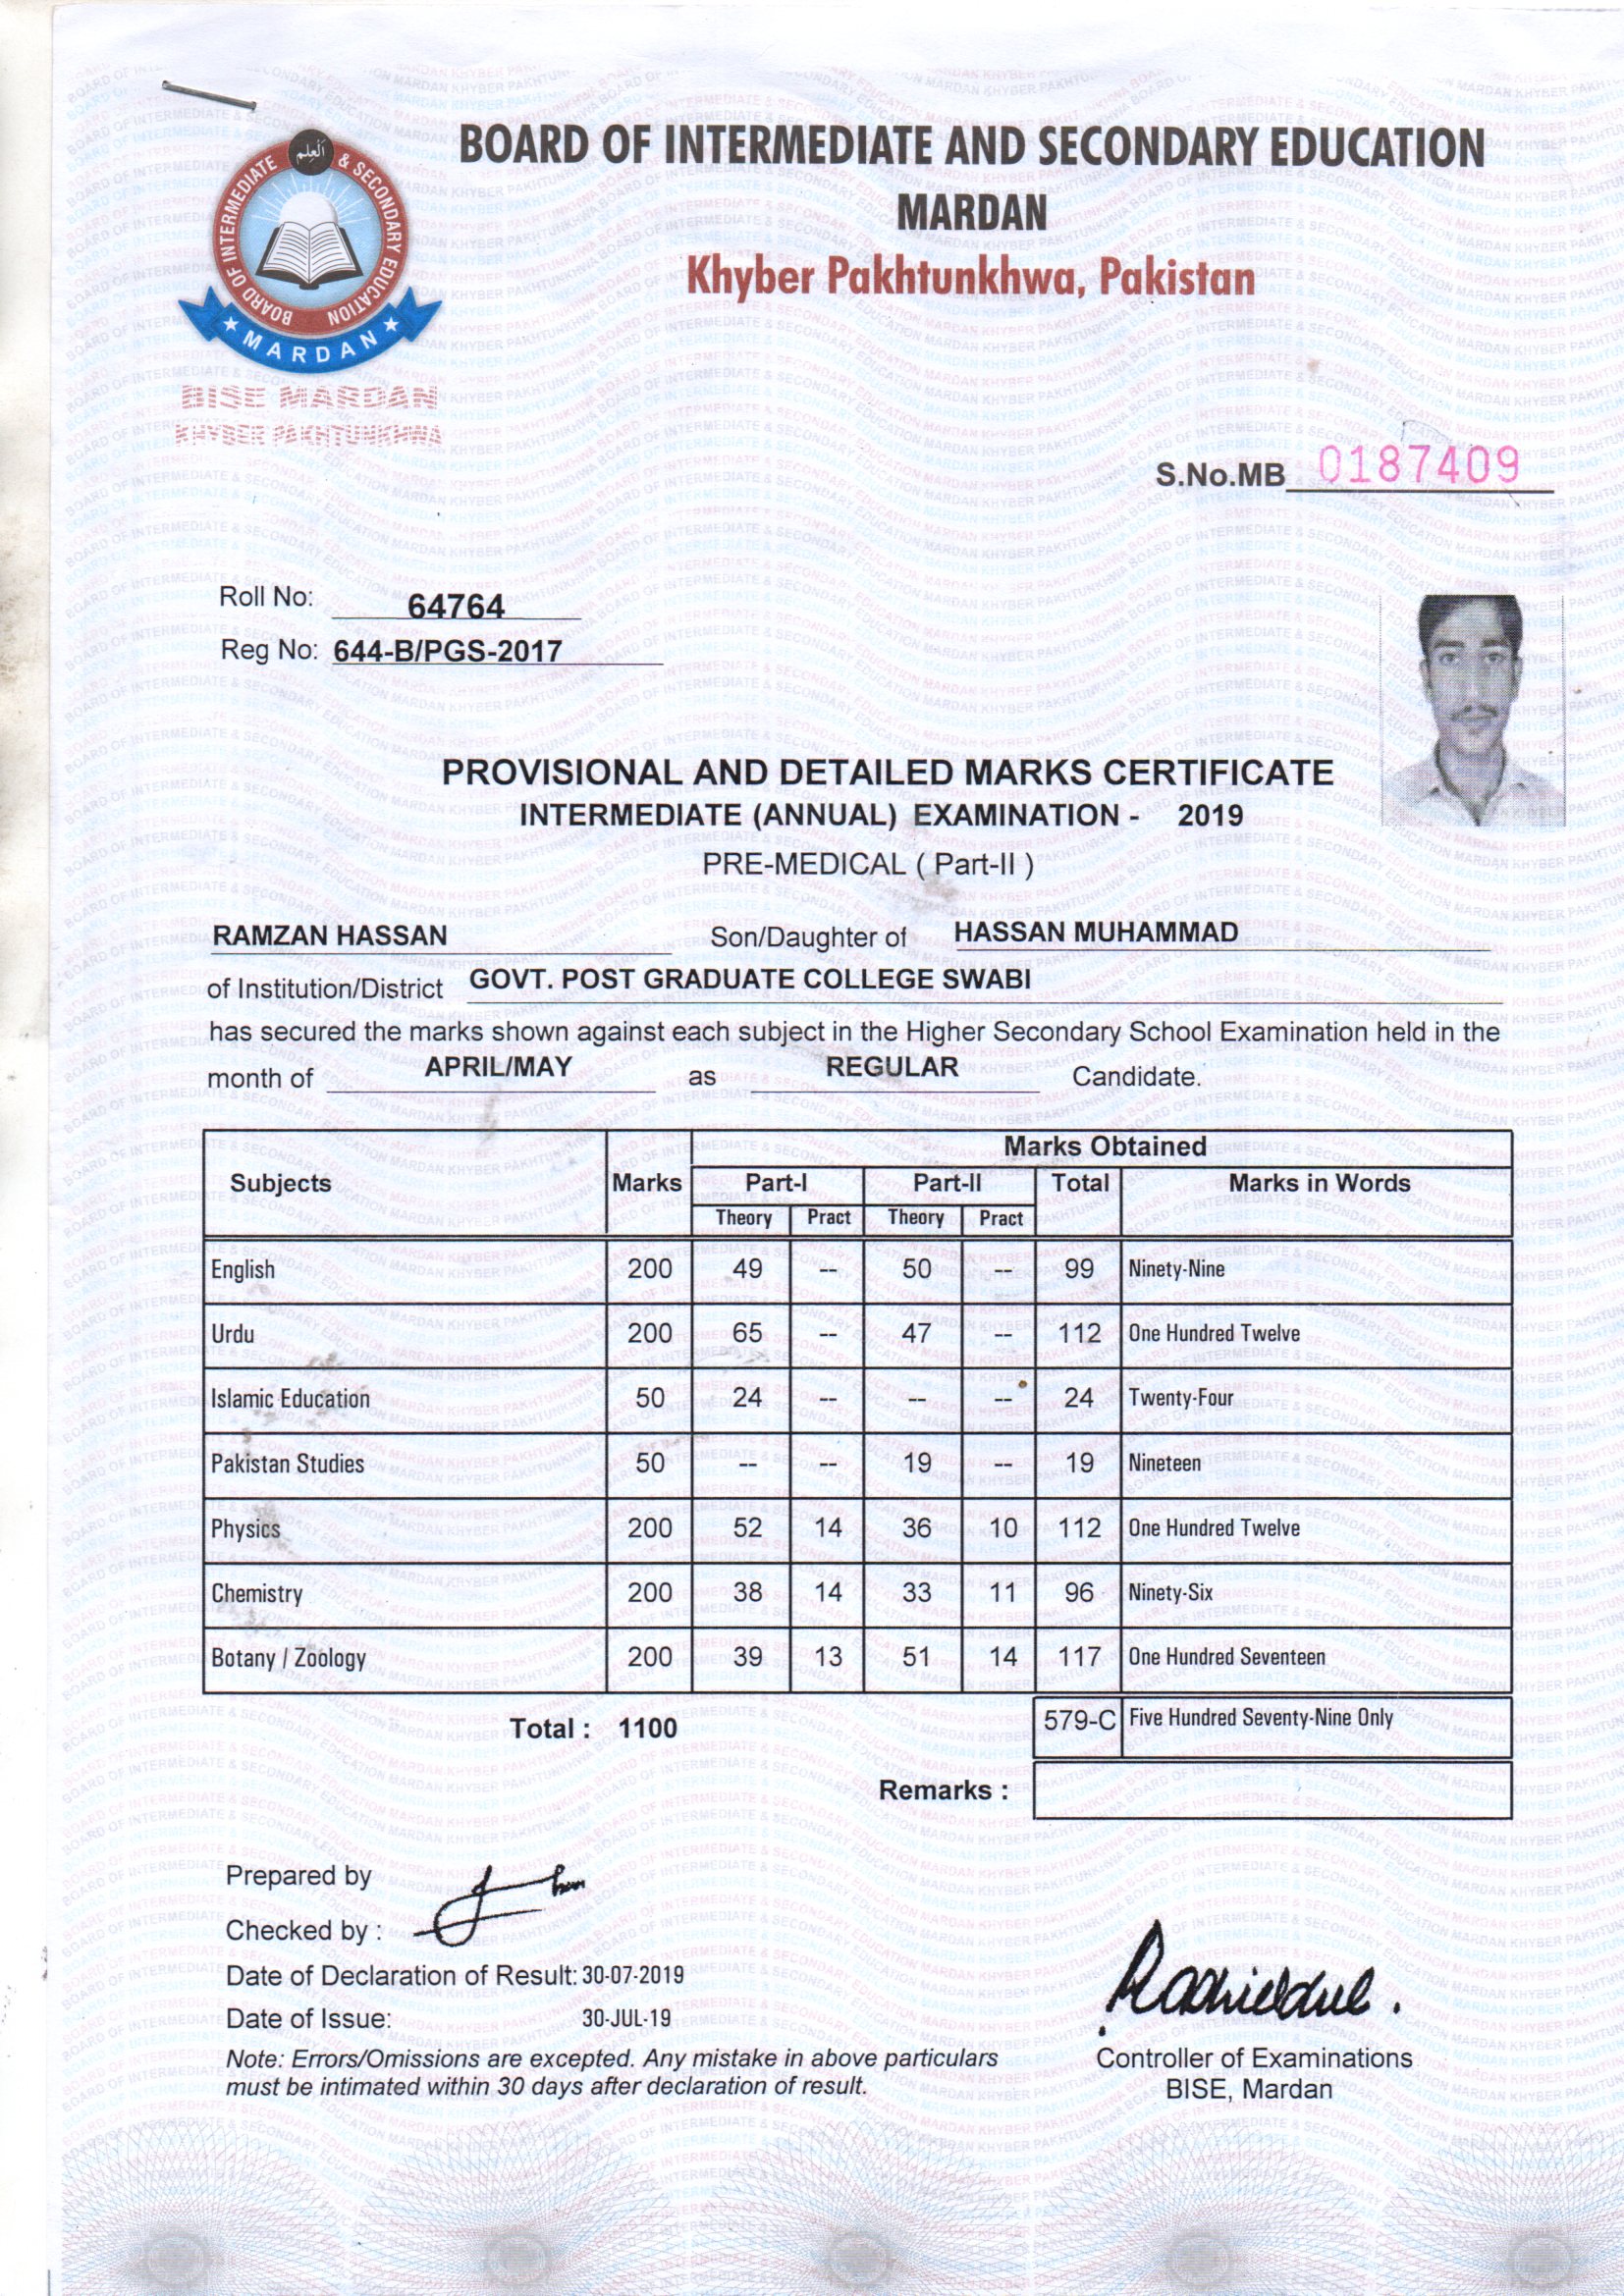 BOARD OF INTERMEDIATE AND SECONDARY EDUCATION
MARDAN
Khyber Pakhtunkhwa, Pakistan
اَلْعِلم
BOARD OF INTERMEDIATE & SECONDARY EDUCATION
MARDAN
BISE MARDAN
KHYBER PAKHTUNKHWA
S.No.MB 0187409
Roll No: 64764
Reg No: 644-B/PGS-2017
PROVISIONAL AND DETAILED MARKS CERTIFICATE
INTERMEDIATE (ANNUAL) EXAMINATION - 2019
PRE-MEDICAL ( Part-II )
RAMZAN HASSAN Son/Daughter of HASSAN MUHAMMAD
of Institution/District GOVT. POST GRADUATE COLLEGE SWABI
has secured the marks shown against each subject in the Higher Secondary School Examination held in the
month of APRIL/MAY as REGULAR Candidate.
Subjects Marks Marks Obtained
Part-I Part-II Total Marks in Words
Theory Pract Theory Pract
English 200 49 -- 50 -- 99 Ninety-Nine
Urdu 200 65 -- 47 -- 112 One Hundred Twelve
Islamic Education 50 24 -- -- -- 24 Twenty-Four
Pakistan Studies 50 -- -- 19 -- 19 Nineteen
Physics 200 52 14 36 10 112 One Hundred Twelve
Chemistry 200 38 14 33 11 96 Ninety-Six
Botany / Zoology 200 39 13 51 14 117 One Hundred Seventeen
Total : 1100 579-C Five Hundred Seventy-Nine Only
Remarks :
Prepared by
Checked by :
Date of Declaration of Result: 30-07-2019
Date of Issue: 30-JUL-19
Note: Errors/Omissions are excepted. Any mistake in above particulars
must be intimated within 30 days after declaration of result.
Controller of Examinations
BISE, Mardan